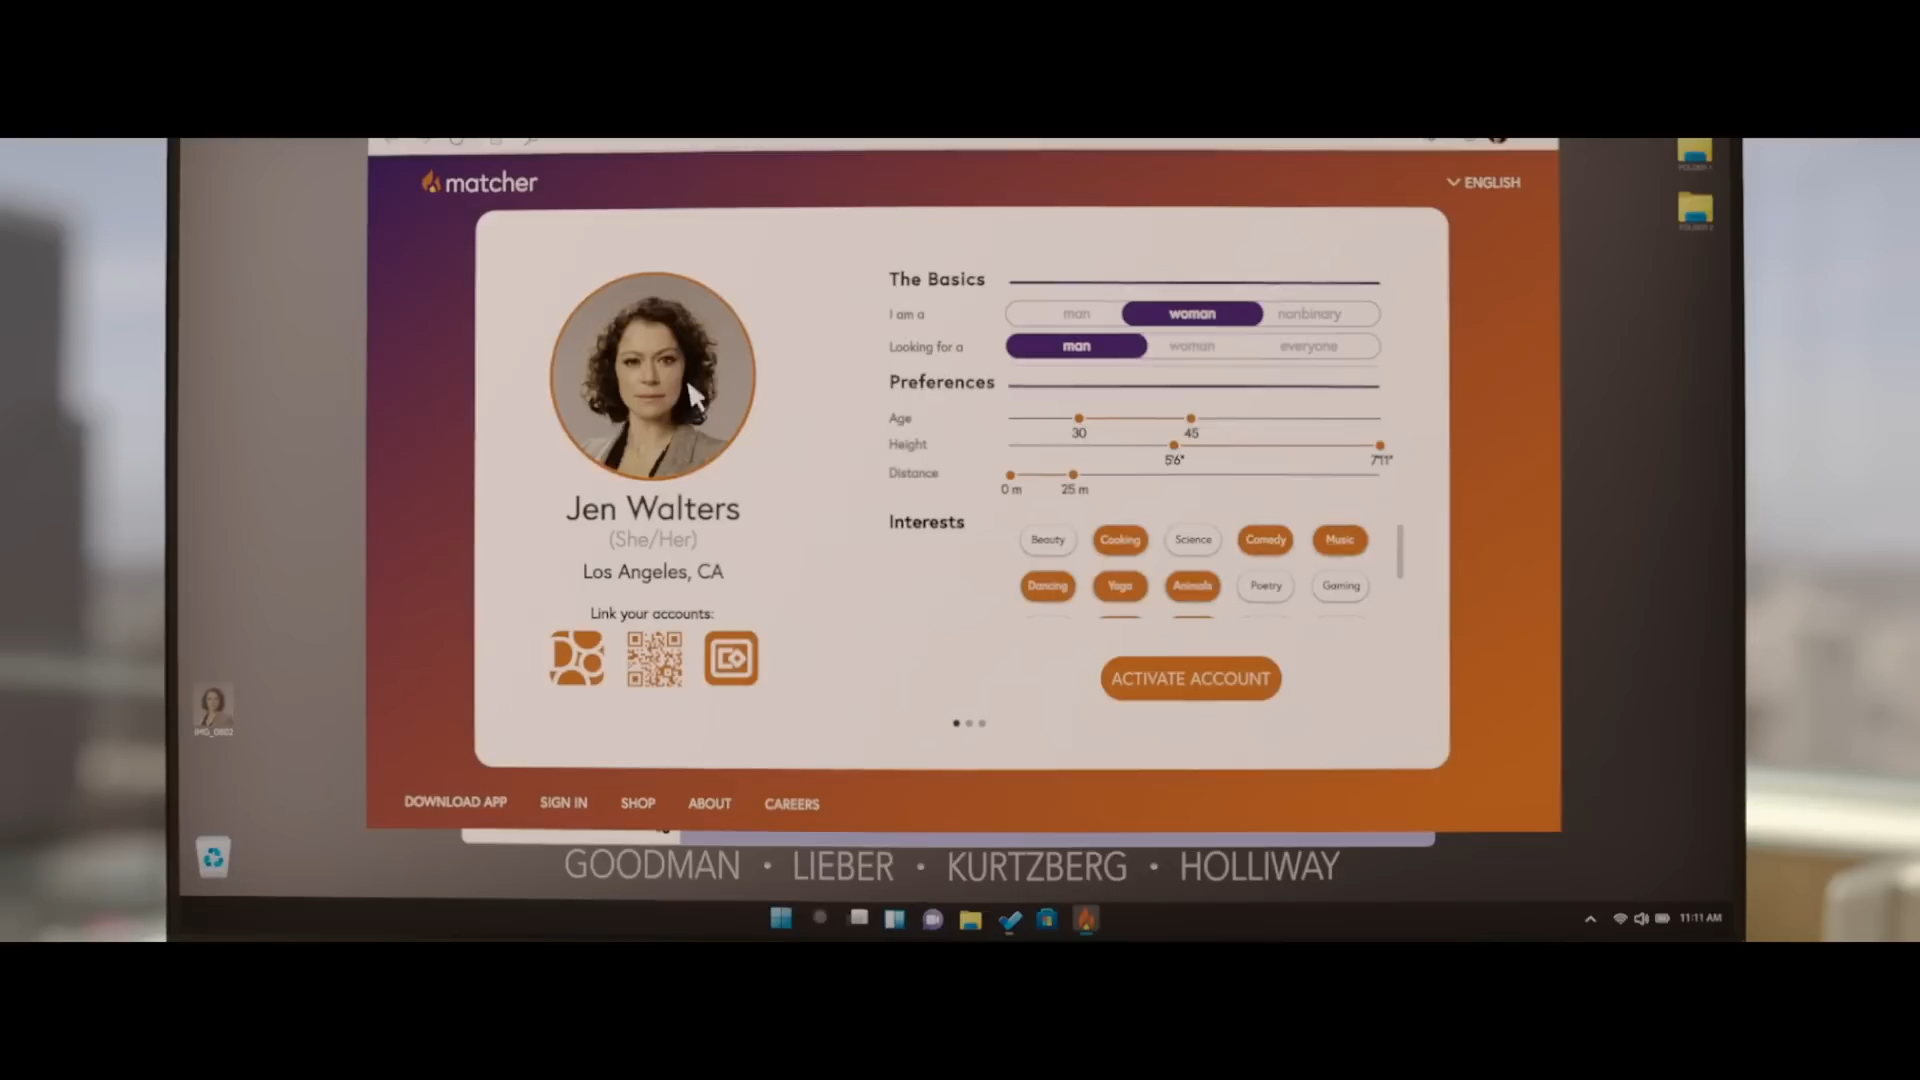 matcher
ENGLISH
The Basics
I am a
man woman nonbinary
Looking for a
man woman everyone
Preferences
Age
30 45
Height
5'6" 7'11"
Distance
0 m 25 m
Interests
Beauty Cooking Science Comedy Music
Dancing Yoga Animals Poetry Gaming
ACTIVATE ACCOUNT
Jen Walters
(She/Her)
Los Angeles, CA
Link your accounts:
DOWNLOAD APP SIGN IN SHOP ABOUT CAREERS
GOODMAN • LIEBER • KURTZBERG • HOLLIWAY
IMG_0802
FOLDER 2
11:11 AM